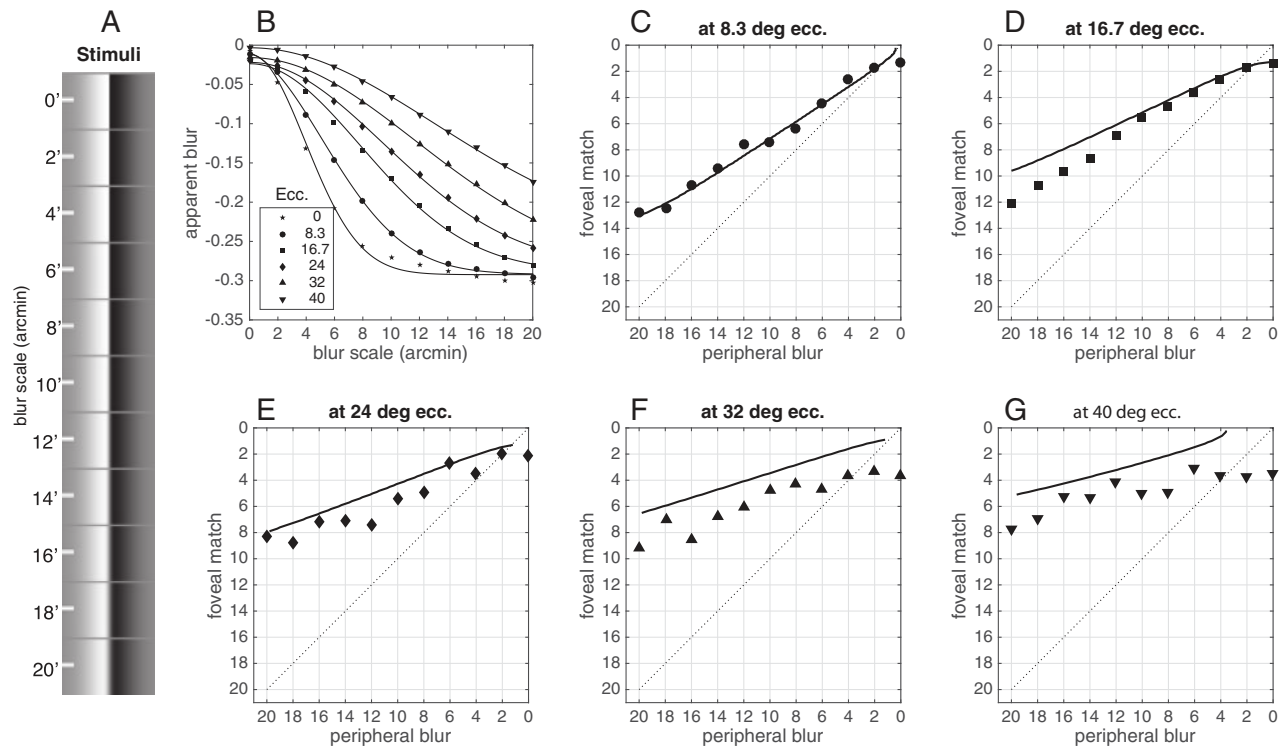 A
Stimuli
blur scale (arcmin)
0’
2’
4’
6’
8’
10’
12’
14’
16’
18’
20’
B
apparent blur
0
-0.05
-0.1
-0.15
-0.2
-0.25
-0.3
-0.35
Ecc.
0
8.3
16.7
24
32
40
0 2 4 6 8 10 12 14 16 18 20
blur scale (arcmin)
C
at 8.3 deg ecc.
foveal match
0
2
4
6
8
10
12
14
16
18
20
20 18 16 14 12 10 8 6 4 2 0
peripheral blur
D
at 16.7 deg ecc.
foveal match
0
2
4
6
8
10
12
14
16
18
20
20 18 16 14 12 10 8 6 4 2 0
peripheral blur
E
at 24 deg ecc.
foveal match
0
2
4
6
8
10
12
14
16
18
20
20 18 16 14 12 10 8 6 4 2 0
peripheral blur
F
at 32 deg ecc.
foveal match
0
2
4
6
8
10
12
14
16
18
20
20 18 16 14 12 10 8 6 4 2 0
peripheral blur
G
at 40 deg ecc.
foveal match
0
2
4
6
8
10
12
14
16
18
20
20 18 16 14 12 10 8 6 4 2 0
peripheral blur